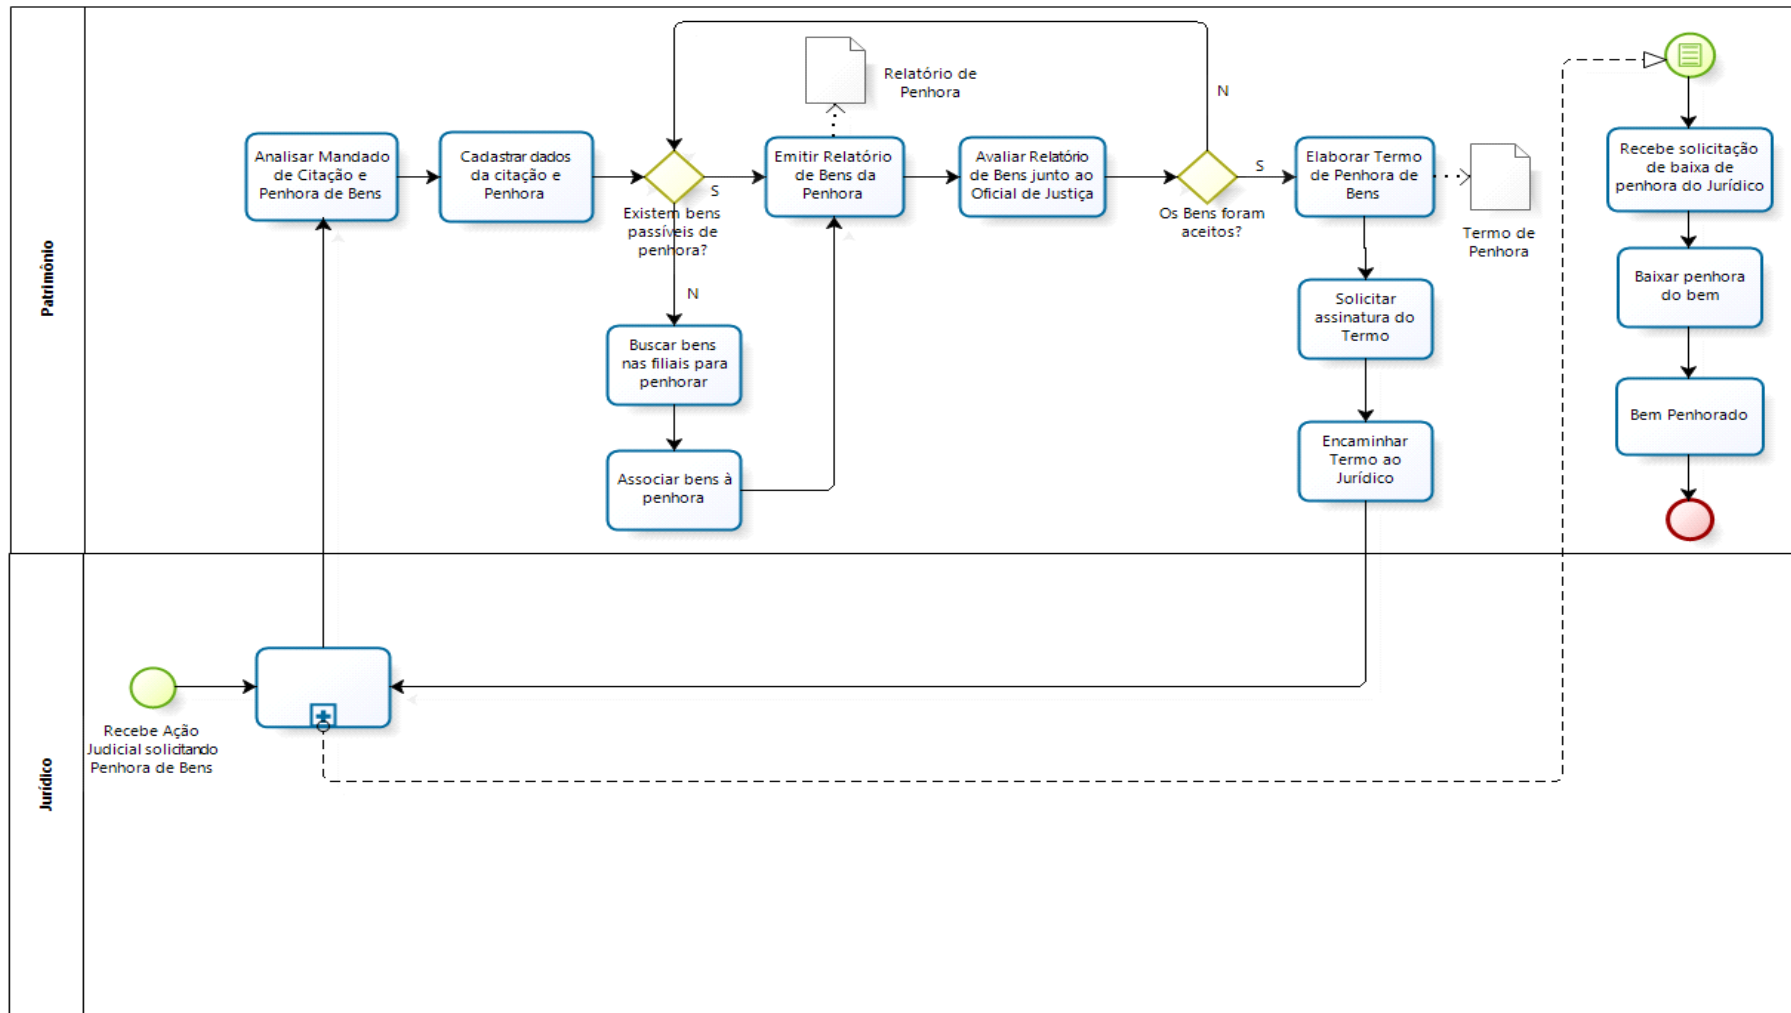 Patrimônio
Relatório de
Penhora
N
Analisar Mandado
de Citação e
Penhora de Bens
Cadastrar dados
da citação e
Penhora
S
Existem bens
passíveis de
penhora?
N
Emitir Relatório
de Bens da
Penhora
Avaliar Relatório
de Bens junto ao
Oficial de Justiça
S
Os Bens foram
aceitos?
Elaborar Termo
de Penhora de
Bens
Termo de
Penhora
Recebe solicitação
de baixa de
penhora do Jurídico
Buscar bens
nas filiais para
penhorar
Solicitar
assinatura do
Termo
Baixar penhora
do bem
Associar bens à
penhora
Encaminhar
Termo ao
Jurídico
Bem Penhorado
Jurídico
Recebe Ação
Judicial solicitando
Penhora de Bens